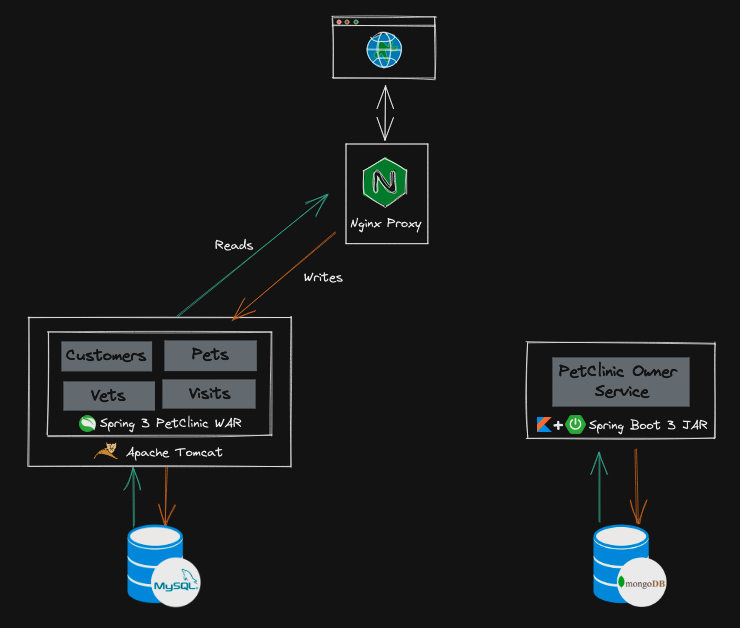 N
Nginx Proxy
Reads
Writes
Customers
Pets
Vets
Visits
Spring 3 PetClinic WAR
Apache Tomcat
MySQL
PetClinic Owner
Service
+
Spring Boot 3 JAR
mongoDB